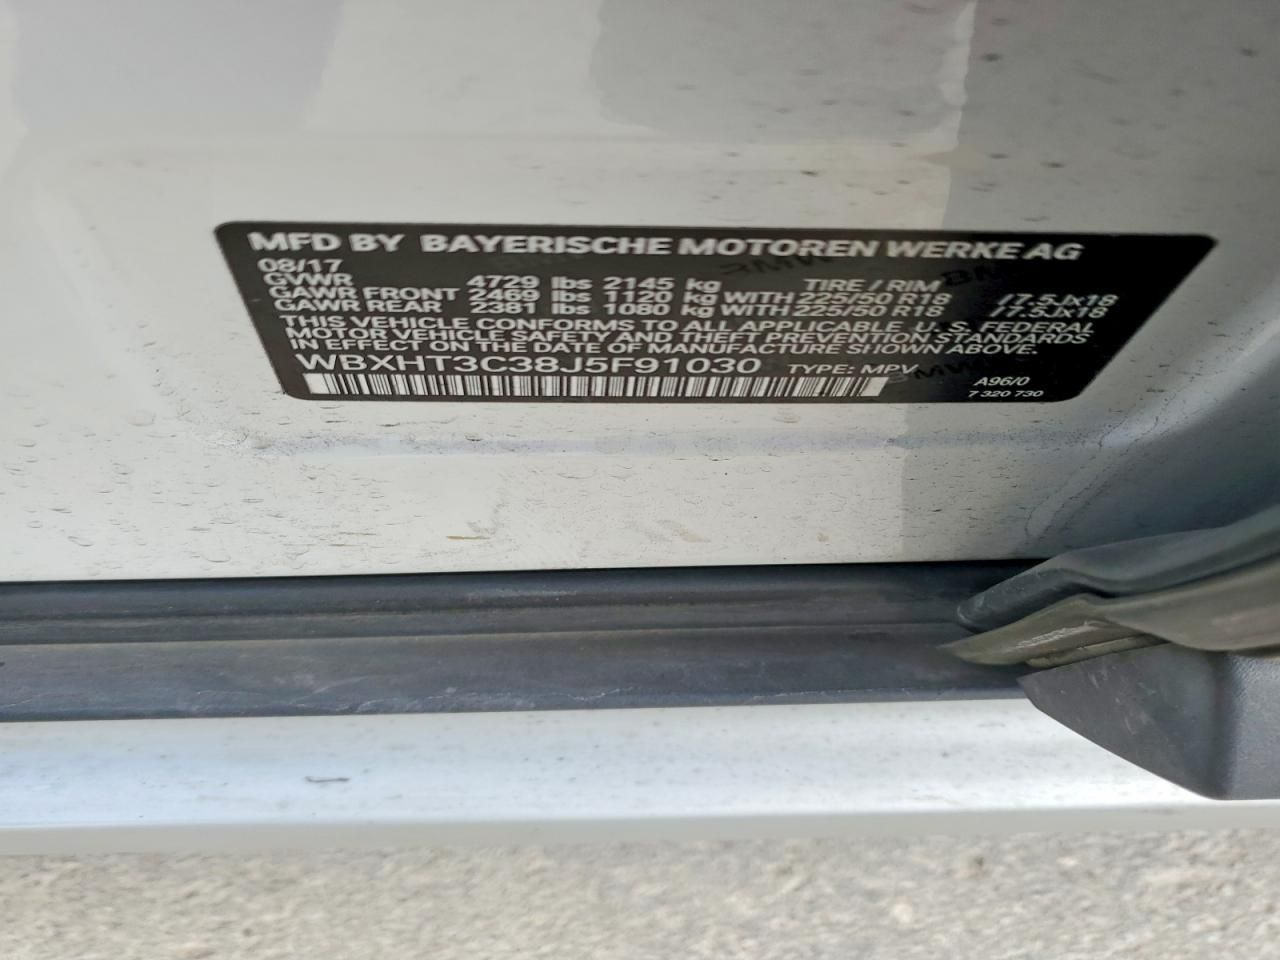 MFD BY BAYERISCHE MOTOREN WERKE AG
08/17
GVWR 4729 lbs 2145 kg TIRE / RIM
GAWR FRONT 2469 lbs 1120 kg WITH 225/50 R18 /7.5Jx18
GAWR REAR 2381 lbs 1080 kg WITH 225/50 R18 /7.5Jx18
THIS VEHICLE CONFORMS TO ALL APPLICABLE U.S. FEDERAL
MOTOR VEHICLE SAFETY AND THEFT PREVENTION STANDARDS
IN EFFECT ON THE DATE OF MANUFACTURE SHOWN ABOVE.
WBXHT3C38J5F91030 TYPE: MPV
A96/0
7 320 730